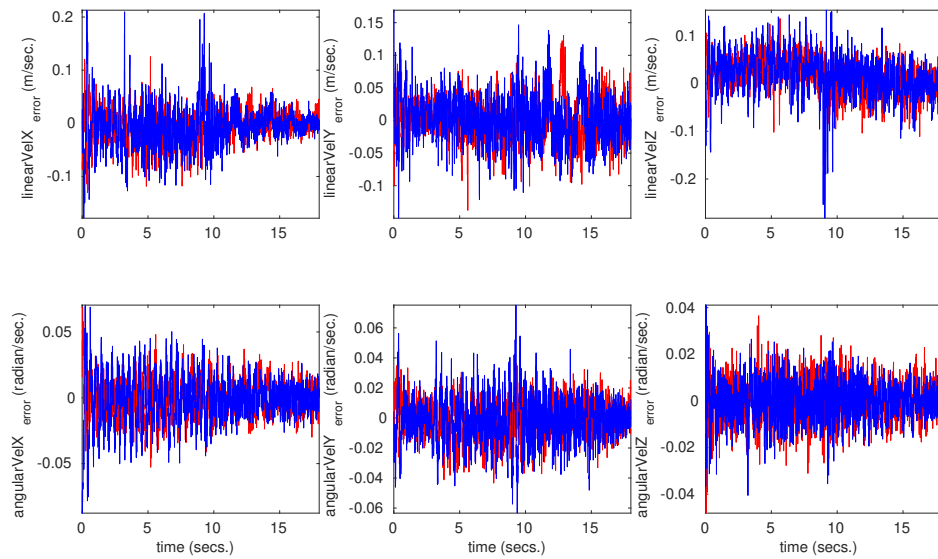 0.2
0.1
0
-0.1
linearVelX error (m/sec.)
0 5 10 15
0.15
0.1
0.05
0
-0.05
-0.1
linearVelY error (m/sec.)
0 5 10 15
0.1
0
-0.1
-0.2
linearVelZ error (m/sec.)
0 5 10 15
0.05
0
-0.05
angularVelX error (radian/sec.)
0 5 10 15
time (secs.)
0.06
0.04
0.02
0
-0.02
-0.04
-0.06
angularVelY error (radian/sec.)
0 5 10 15
time (secs.)
0.04
0.02
0
-0.02
-0.04
angularVelZ error (radian/sec.)
0 5 10 15
time (secs.)